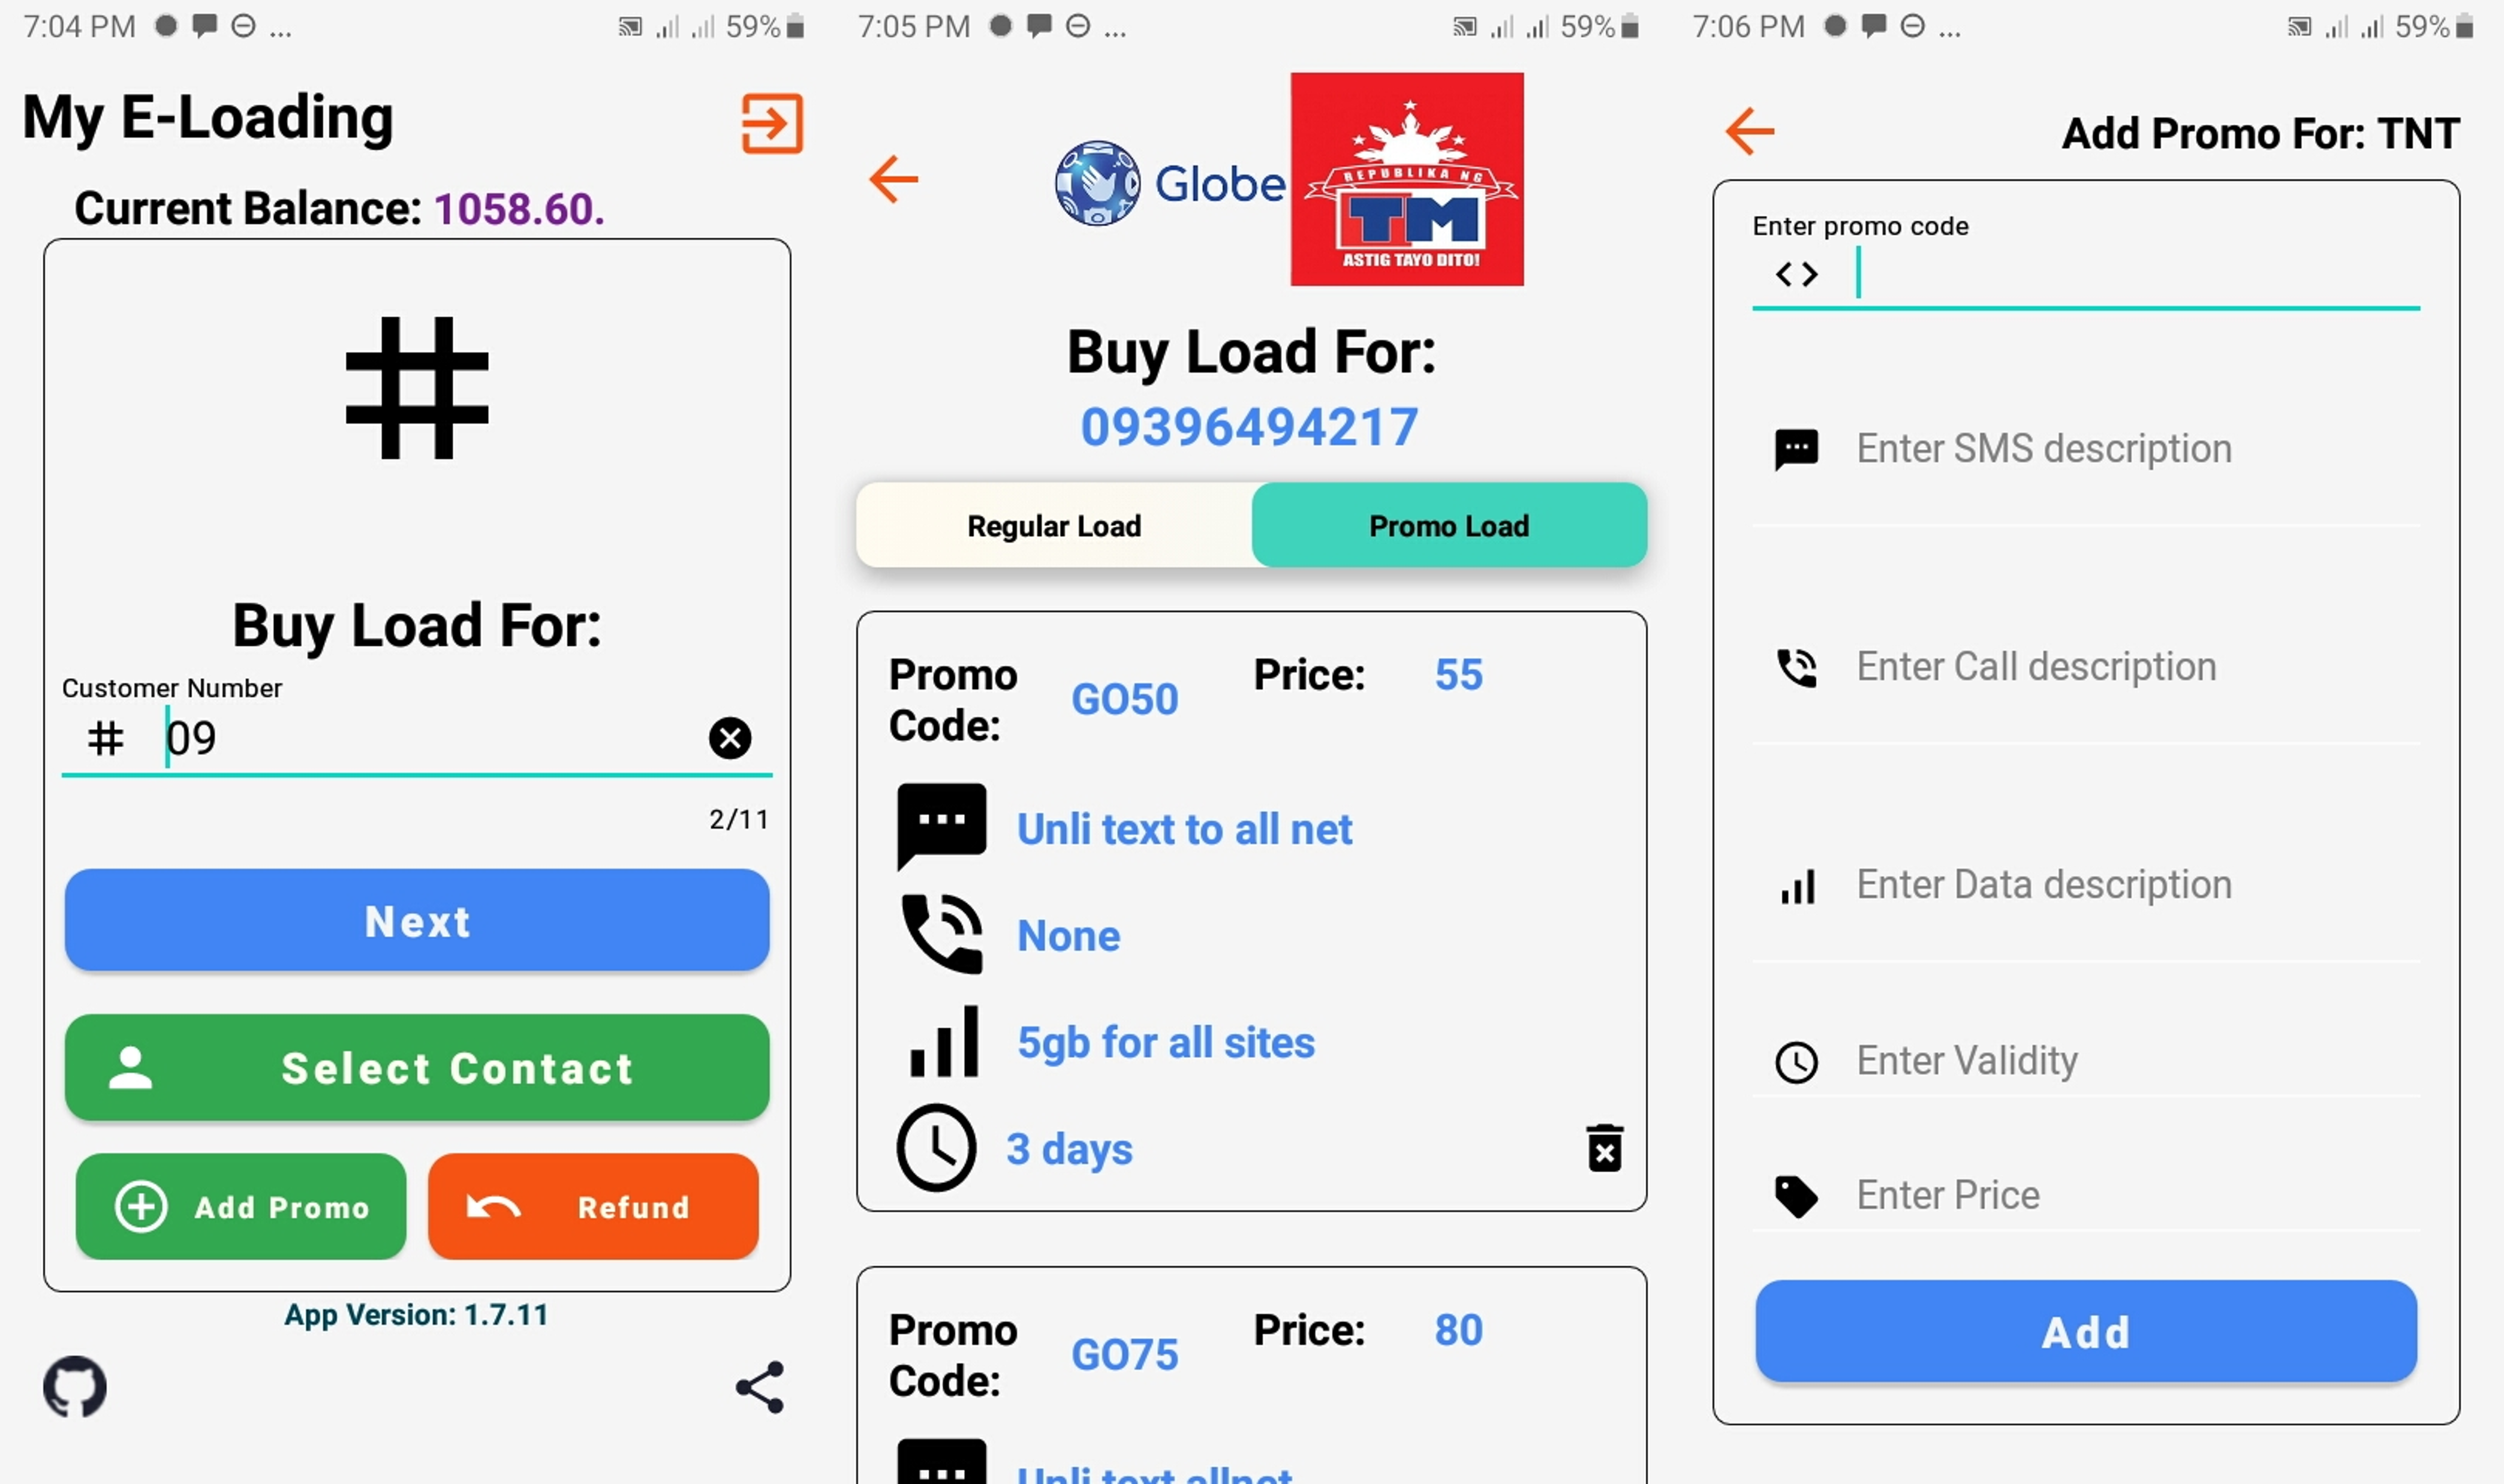 7:04 PM ... 59%
My E-Loading
Current Balance: 1058.60.
#
Buy Load For:
Customer Number
# 09
2/11
Next
Select Contact
Add Promo
Refund
App Version: 1.7.11
7:05 PM ... 59%
Globe
REPUBLIKA NG
TM
ASTIG TAYO DITO!
Buy Load For:
09396494217
Regular Load Promo Load
Promo Code: GO50 Price: 55
Unli text to all net
None
5gb for all sites
3 days
Promo Code: GO75 Price: 80
Unli text allnet
7:06 PM ... 59%
Add Promo For: TNT
Enter promo code
<>
Enter SMS description
Enter Call description
Enter Data description
Enter Validity
Enter Price
Add